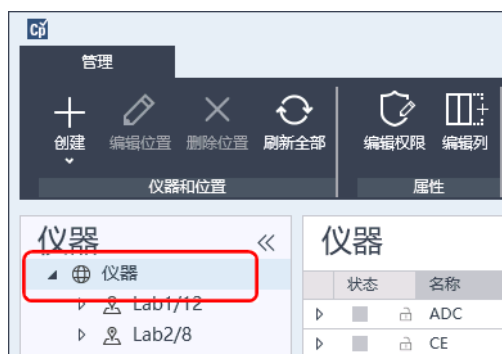 Cp
管理
创建 编辑位置 删除位置 刷新全部 编辑权限 编辑列
仪器和位置 属性
仪器
仪器
Lab1/12
Lab2/8
仪器
状态 名称
ADC
CE